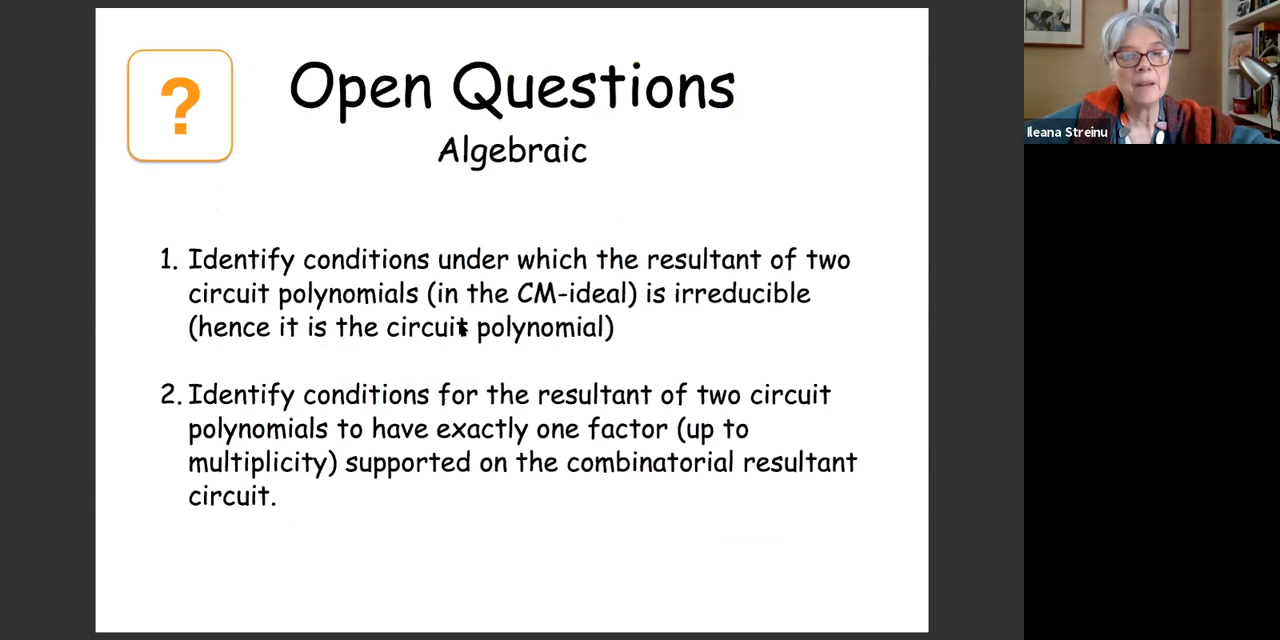 ?
Open Questions
Algebraic
1. Identify conditions under which the resultant of two
circuit polynomials (in the CM-ideal) is irreducible
(hence it is the circuit polynomial)
2. Identify conditions for the resultant of two circuit
polynomials to have exactly one factor (up to
multiplicity) supported on the combinatorial resultant
circuit.
Ileana Streinu